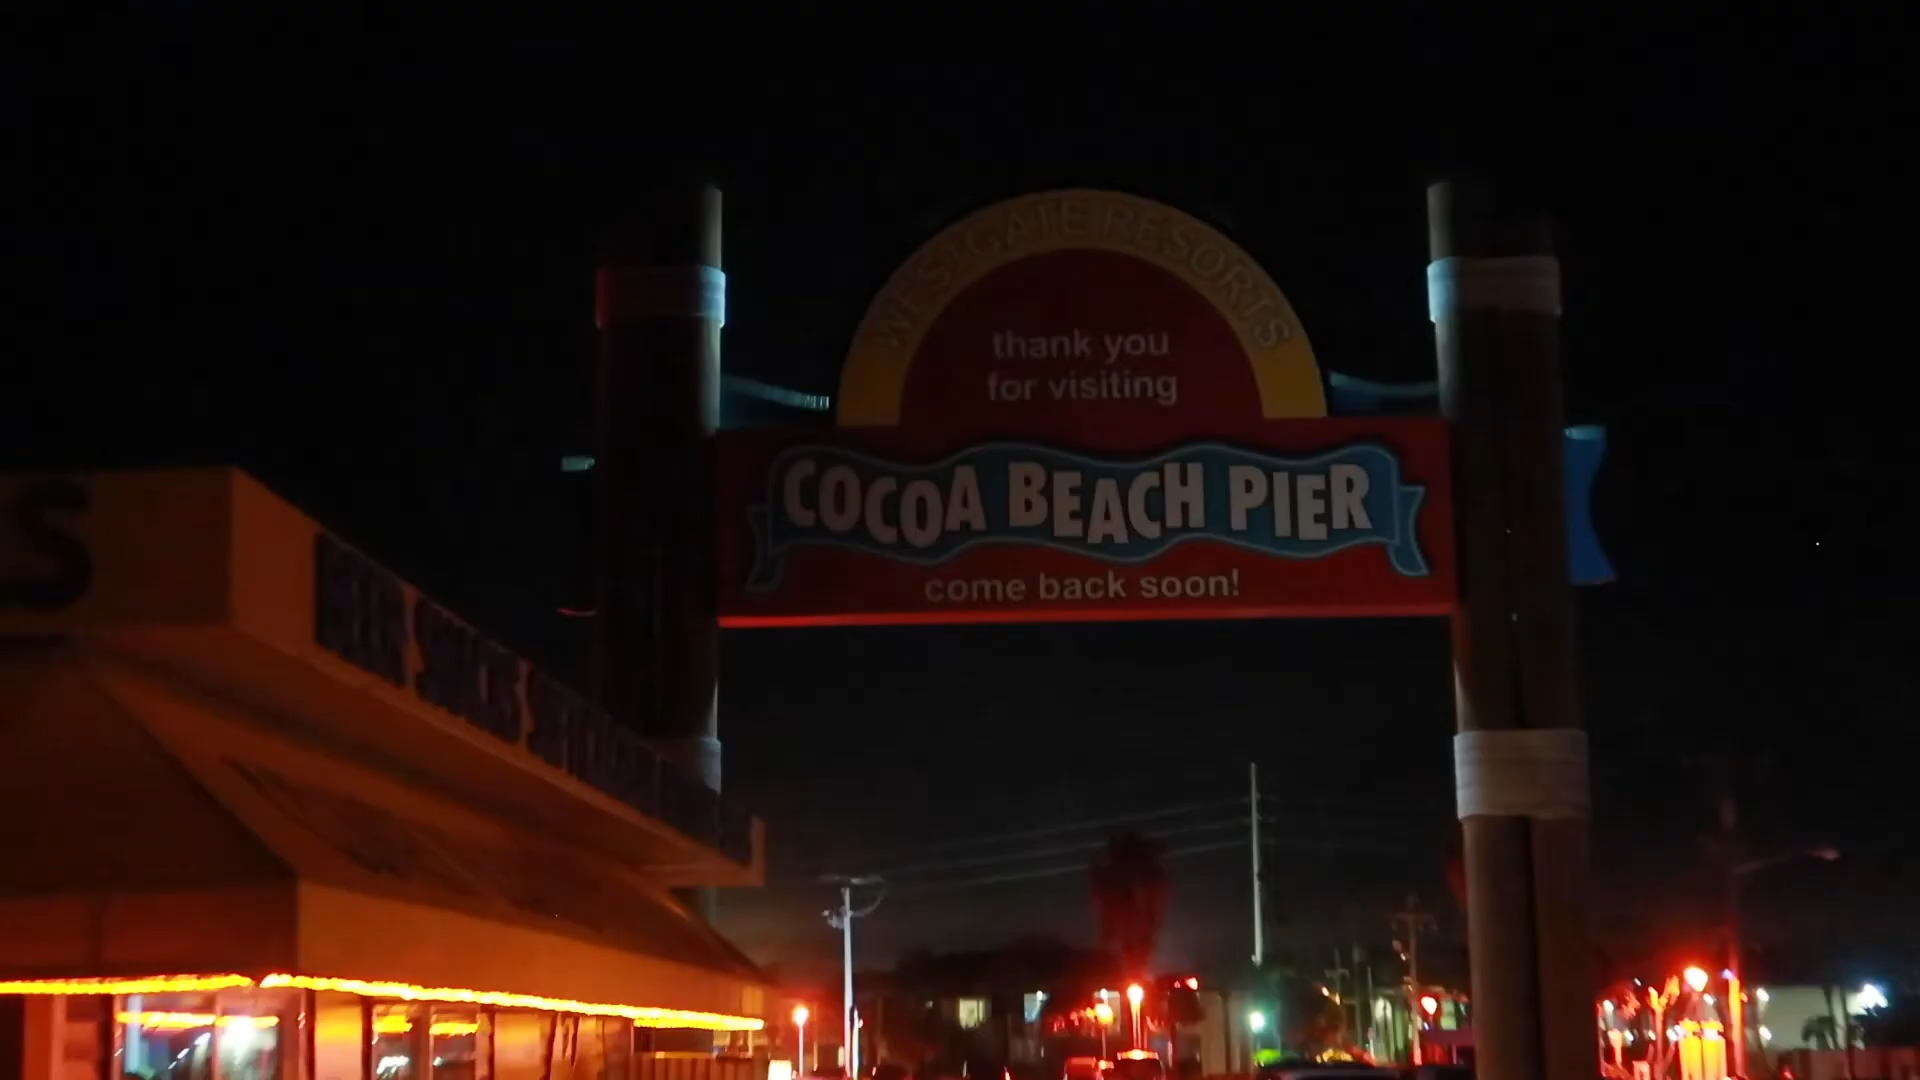 WESTGATE RESORTS
thank you
for visiting
COCOA BEACH PIER
come back soon!
S